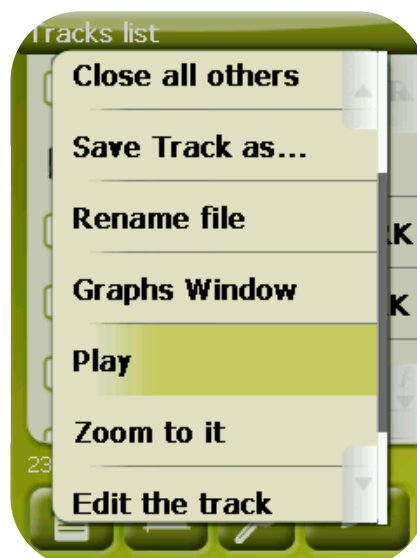 Tracks list
Close all others
Save Track as...
Rename file
Graphs Window
Play
Zoom to it
Edit the track
23